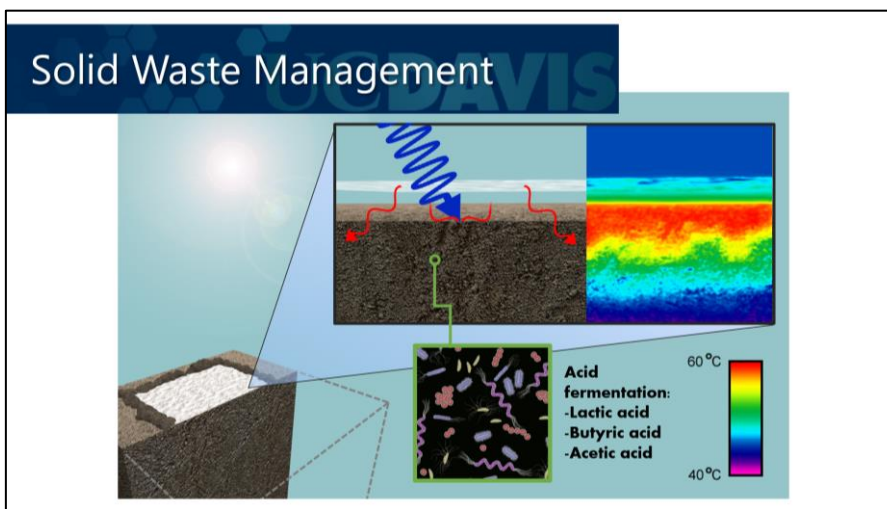 Solid Waste Management
UCDAVIS
Acid
fermentation:
-Lactic acid
-Butyric acid
-Acetic acid
60°C
40°C